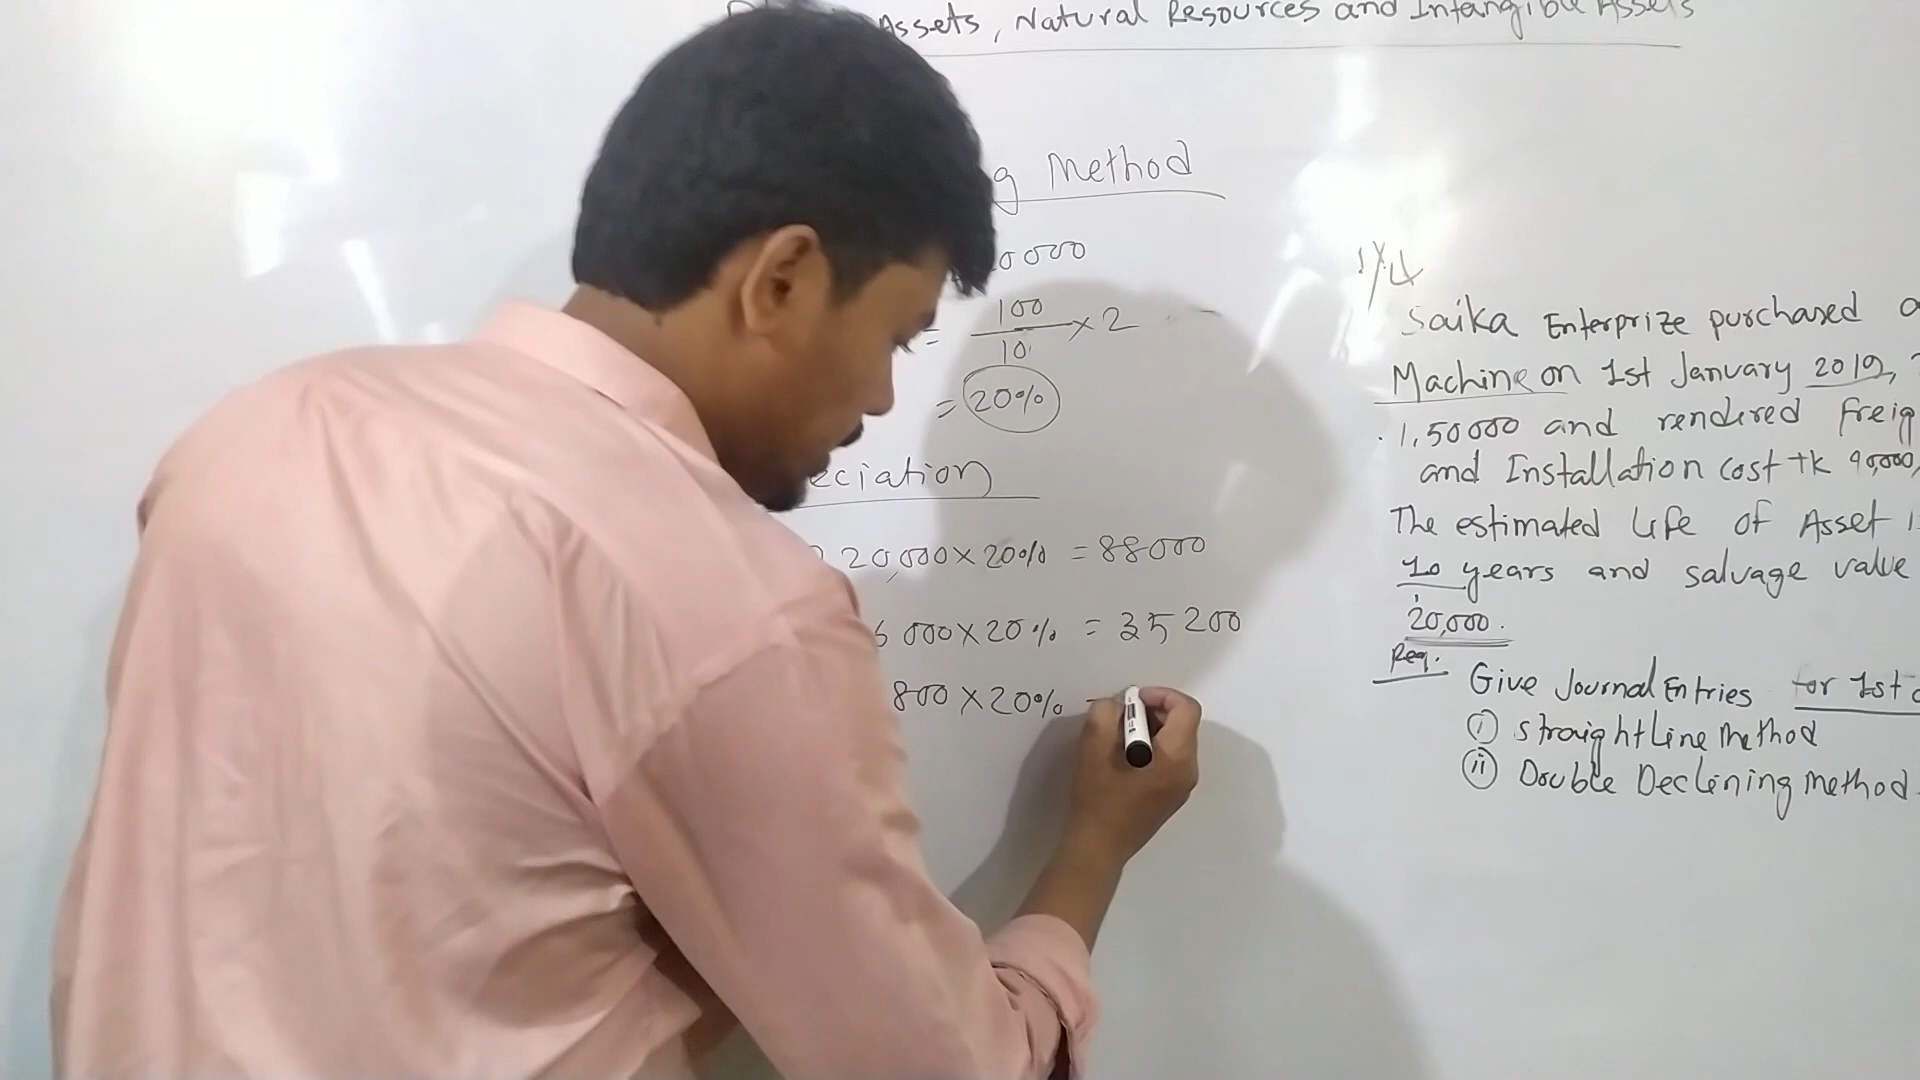 Assets, Natural Resources and Intangible Assets
g Method
0000
= 100/10 × 2
= 20%
eciation
20,000 × 20% = 88000
6 000 × 20% = 35 200
800 × 20% =
Saika Enterprize purchased a
Machine on 1st January 2019,
1,50000 and rendered Freig
and Installation cost tk 90,000,
The estimated Life of Asset is
10 years and salvage value
20,000.
Req.
Give Journal Entries for 1st
(i) straight Line Method
(ii) Double Declining Method